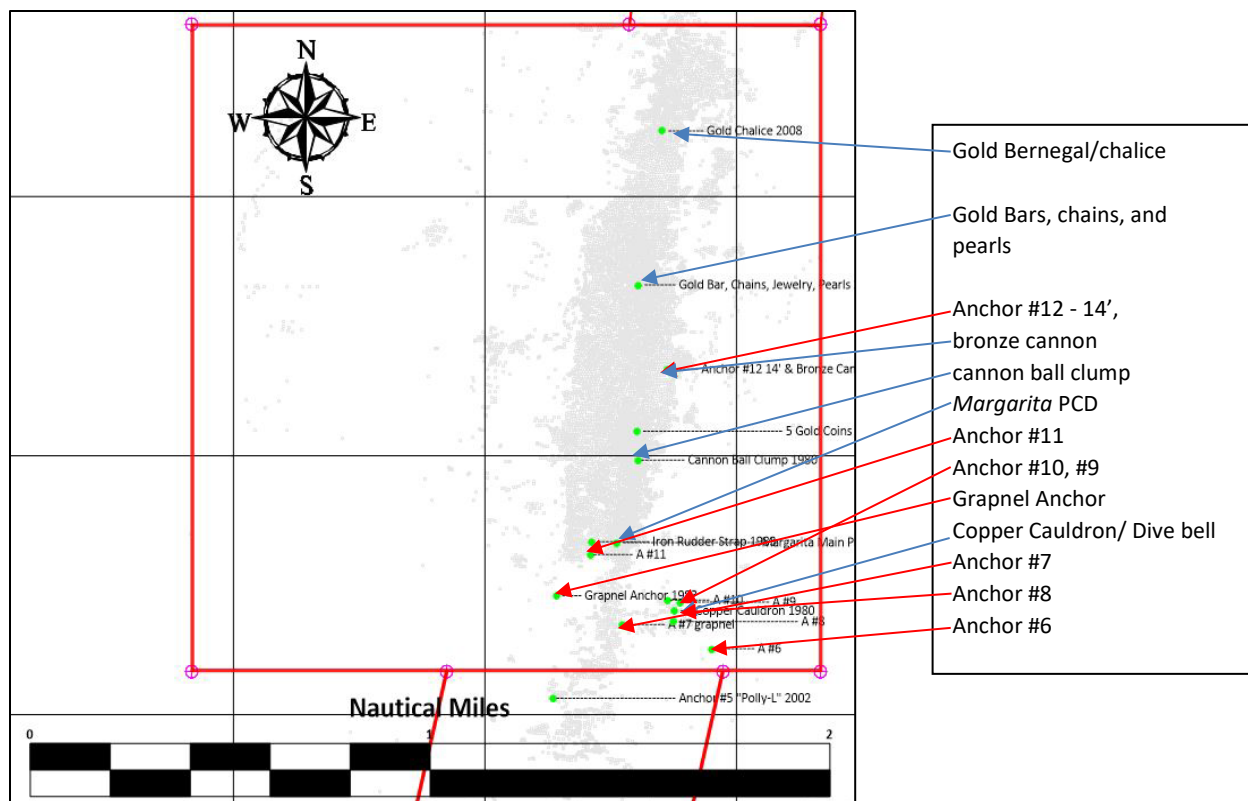 N
W E
S
Gold Chalice 2008
Gold Bar, Chains, Jewelry, Pearls
Anchor #12 14' & Bronze Can
5 Gold Coins
Cannon Ball Clump 1980
Iron Rudder Strap 1980
Margarita Main P
A #11
Grapnel Anchor 1983
A #10
A #9
Copper Cauldron 1980
A #7 grapnel
A #8
A #6
Anchor #5 "Polly-L" 2002
Nautical Miles
0 1 2
Gold Bernegal/chalice
Gold Bars, chains, and
pearls
Anchor #12 - 14’,
bronze cannon
cannon ball clump
Margarita PCD
Anchor #11
Anchor #10, #9
Grapnel Anchor
Copper Cauldron/ Dive bell
Anchor #7
Anchor #8
Anchor #6